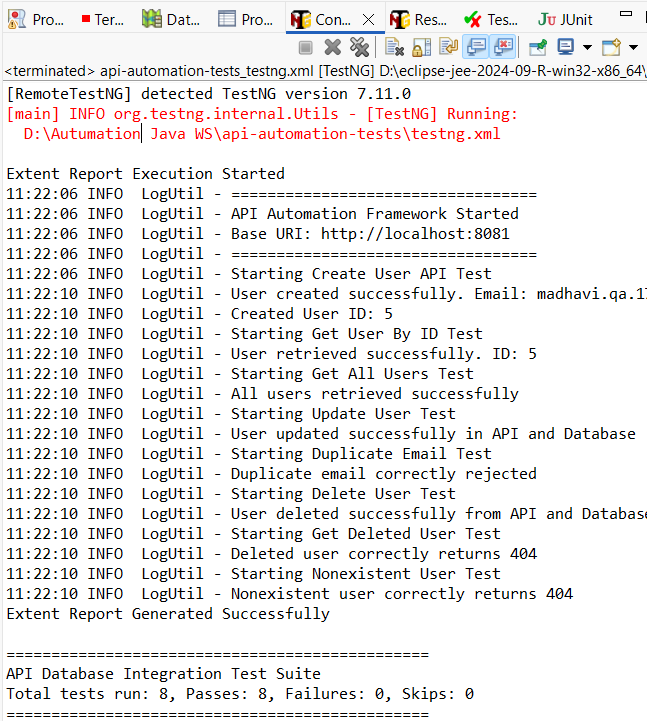 Pro...
Ter...
Dat...
Pro...
Con...
Res...
Tes...
JUnit
<terminated> api-automation-tests_testng.xml [TestNG] D:\eclipse-jee-2024-09-R-win32-x86_64\
[RemoteTestNG] detected TestNG version 7.11.0
[main] INFO org.testng.internal.Utils - [TestNG] Running:
D:\Autumation Java WS\api-automation-tests\testng.xml
Extent Report Execution Started
11:22:06 INFO  LogUtil - ==================================
11:22:06 INFO  LogUtil - API Automation Framework Started
11:22:06 INFO  LogUtil - Base URI: http://localhost:8081
11:22:06 INFO  LogUtil - ==================================
11:22:06 INFO  LogUtil - Starting Create User API Test
11:22:10 INFO  LogUtil - User created successfully. Email: madhavi.qa.17
11:22:10 INFO  LogUtil - Created User ID: 5
11:22:10 INFO  LogUtil - Starting Get User By ID Test
11:22:10 INFO  LogUtil - User retrieved successfully. ID: 5
11:22:10 INFO  LogUtil - Starting Get All Users Test
11:22:10 INFO  LogUtil - All users retrieved successfully
11:22:10 INFO  LogUtil - Starting Update User Test
11:22:10 INFO  LogUtil - User updated successfully in API and Database
11:22:10 INFO  LogUtil - Starting Duplicate Email Test
11:22:10 INFO  LogUtil - Duplicate email correctly rejected
11:22:10 INFO  LogUtil - Starting Delete User Test
11:22:10 INFO  LogUtil - User deleted successfully from API and Database
11:22:10 INFO  LogUtil - Starting Get Deleted User Test
11:22:10 INFO  LogUtil - Deleted user correctly returns 404
11:22:10 INFO  LogUtil - Starting Nonexistent User Test
11:22:10 INFO  LogUtil - Nonexistent user correctly returns 404
Extent Report Generated Successfully
===============================================
API Database Integration Test Suite
Total tests run: 8, Passes: 8, Failures: 0, Skips: 0
===============================================